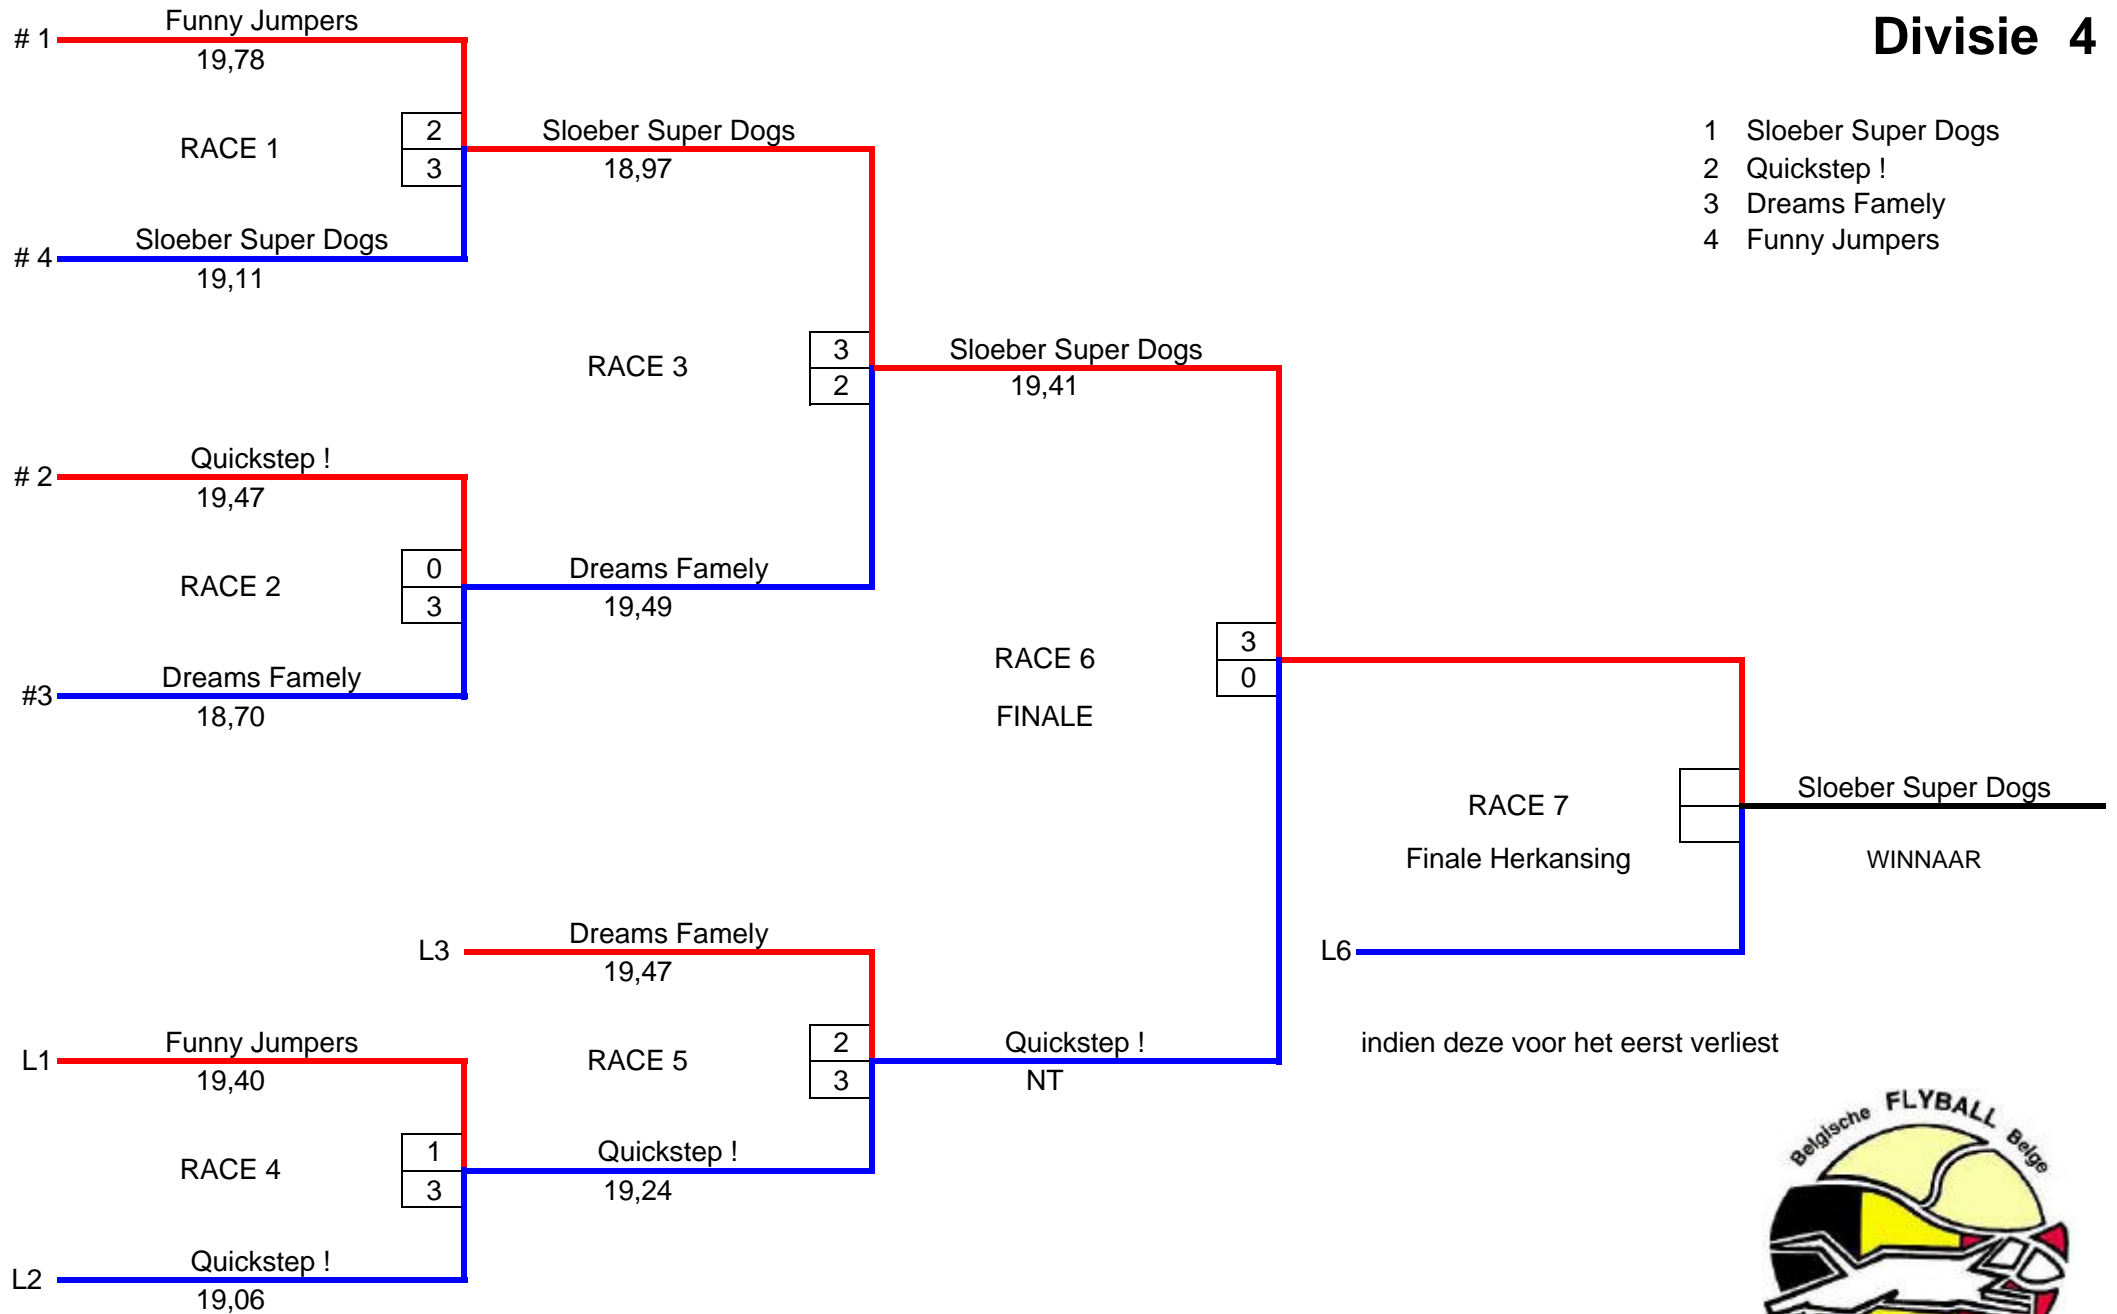 Divisie 4
1 Sloeber Super Dogs
2 Quickstep !
3 Dreams Famely
4 Funny Jumpers
# 1
Funny Jumpers
19,78
RACE 1
2
3
# 4
Sloeber Super Dogs
19,11
Sloeber Super Dogs
18,97
RACE 3
3
2
# 2
Quickstep !
19,47
RACE 2
0
3
#3
Dreams Famely
18,70
Dreams Famely
19,49
Sloeber Super Dogs
19,41
RACE 6
FINALE
3
0
RACE 7
Finale Herkansing
Sloeber Super Dogs
WINNAAR
L6
indien deze voor het eerst verliest
L3
Dreams Famely
19,47
RACE 5
2
3
Quickstep !
NT
L1
Funny Jumpers
19,40
RACE 4
1
3
Quickstep !
19,24
L2
Quickstep !
19,06
Belgische FLYBALL Belge